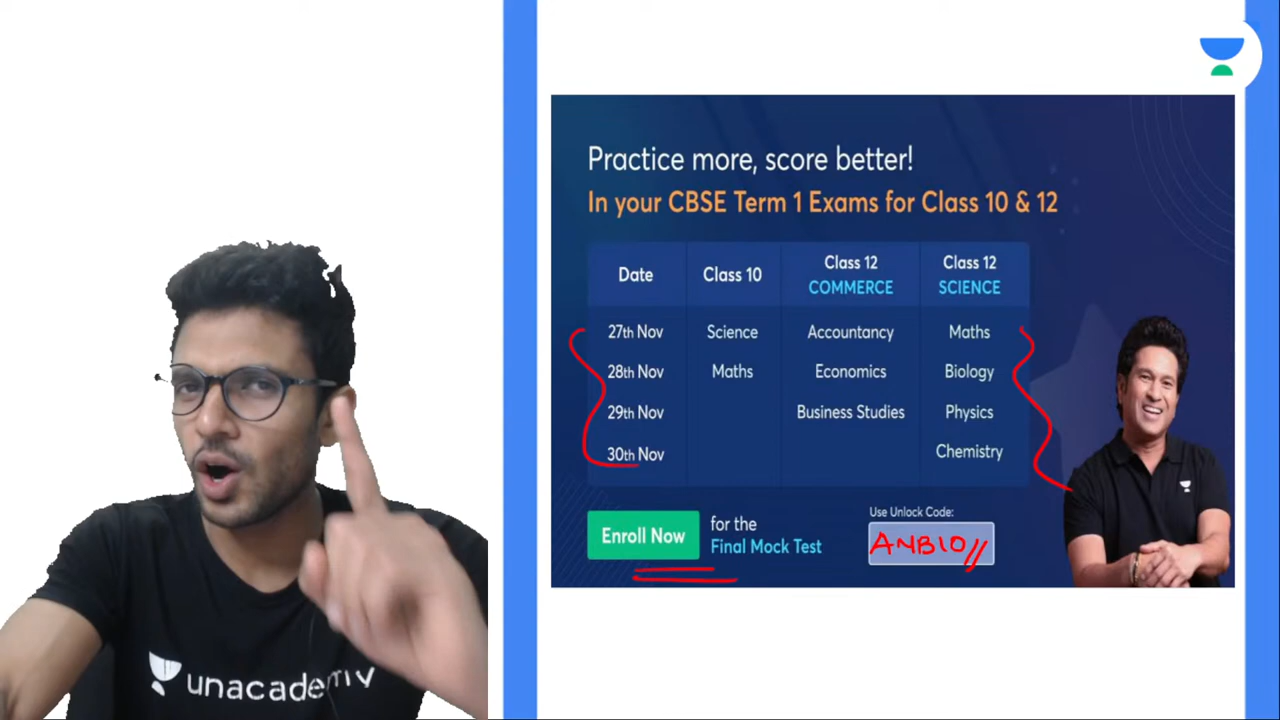 Practice more, score better!
In your CBSE Term 1 Exams for Class 10 & 12
Date Class 10 Class 12 COMMERCE Class 12 SCIENCE
27th Nov Science Accountancy Maths
28th Nov Maths Economics Biology
29th Nov Business Studies Physics
30th Nov Chemistry
Enroll Now for the Final Mock Test
Use Unlock Code:
ANBIO
unacademy